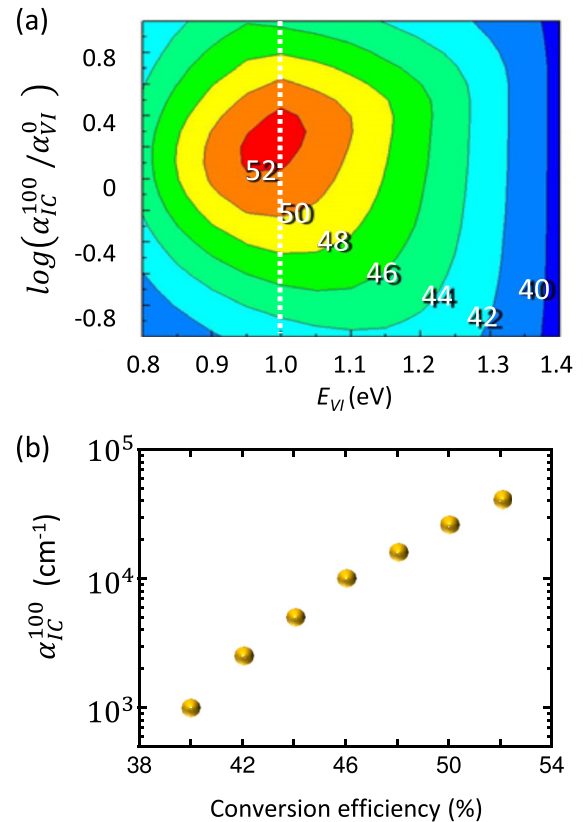 (a)
0.8
0.4
0
-0.4
-0.8
log(α_IC^100 /α_VI^0)
52
50
48
46
44
42
40
0.8 0.9 1.0 1.1 1.2 1.3 1.4
E_VI (eV)
(b)
10^5
10^4
10^3
α_IC^100 (cm^-1)
38 42 46 50 54
Conversion efficiency (%)